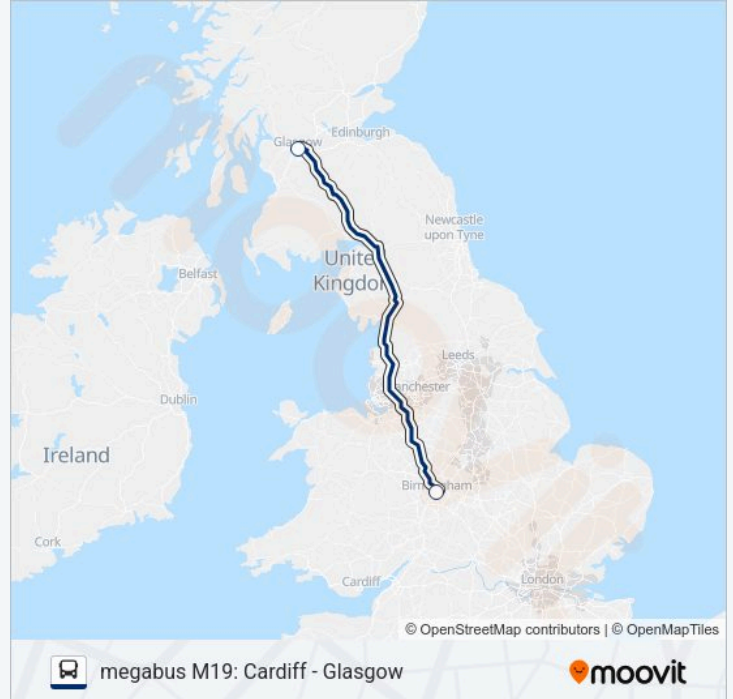 Glasgow
Edinburgh
Newcastle
upon Tyne
United
Kingdom
Belfast
Leeds
Manchester
Dublin
Ireland
Birmingham
Cork
Cardiff
London
© OpenStreetMap contributors | © OpenMapTiles
megabus M19: Cardiff - Glasgow
moovit